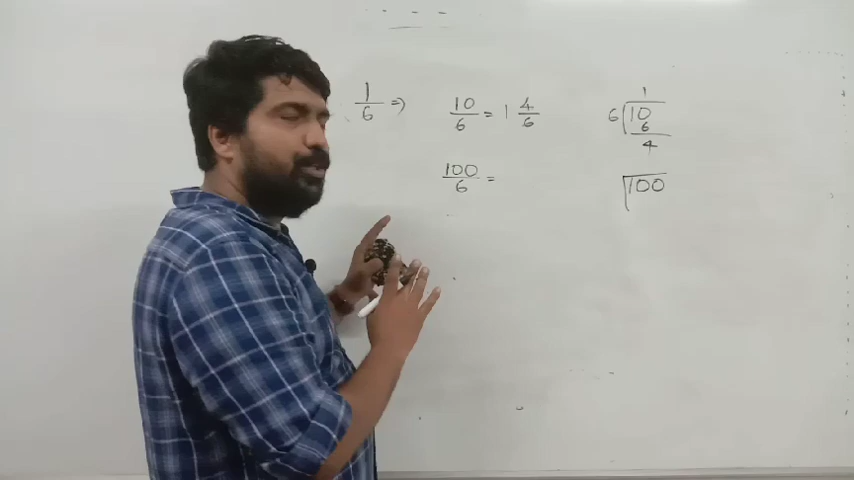 1/6 ⇒ 10/6 = 1 4/6
1
6 ) 10
6
4
100/6 =
) 100